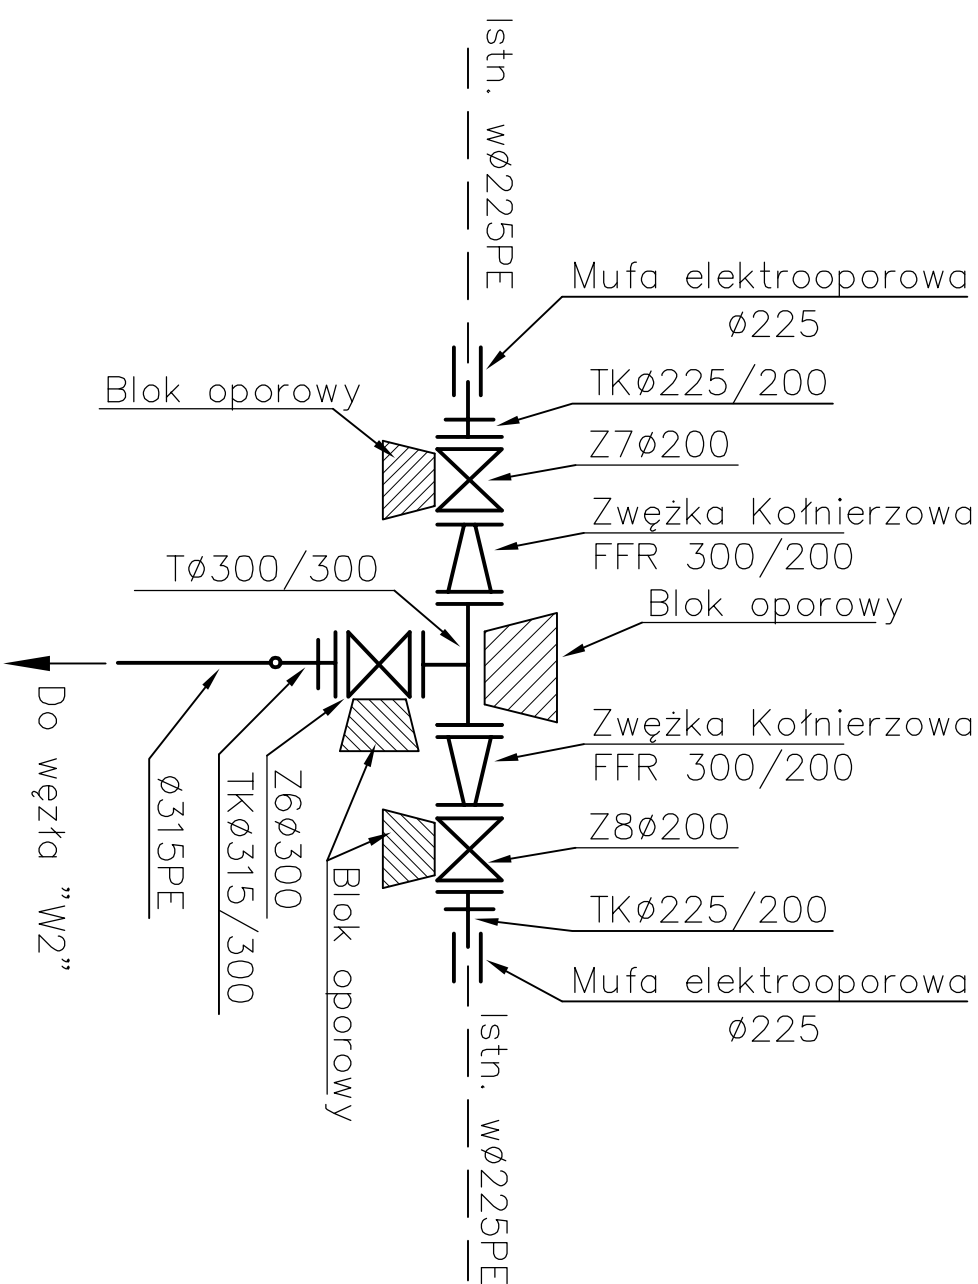 Istn. wø225PE
Mufa elektrooporowa
ø225
TKø225/200
Blok oporowy
Z7ø200
Zwężka Kołnierzowa
FFR 300/200
Tø300/300
Blok oporowy
Zwężka Kołnierzowa
FFR 300/200
Z8ø200
TKø225/200
Mufa elektrooporowa
ø225
Do węzła "W2"
ø315PE
TKø315/300
Z6ø300
Blok oporowy
Istn. wø225PE